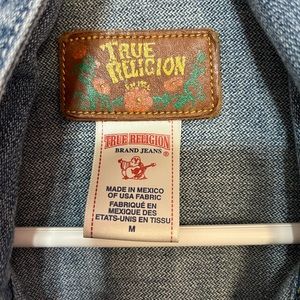 TRUE
RELIGION
TRUE RELIGION
BRAND JEANS
MADE IN MEXICO
OF USA FABRIC
FABRIQUÉ EN
MEXIQUE DES
ETATS-UNIS EN TISSU
M